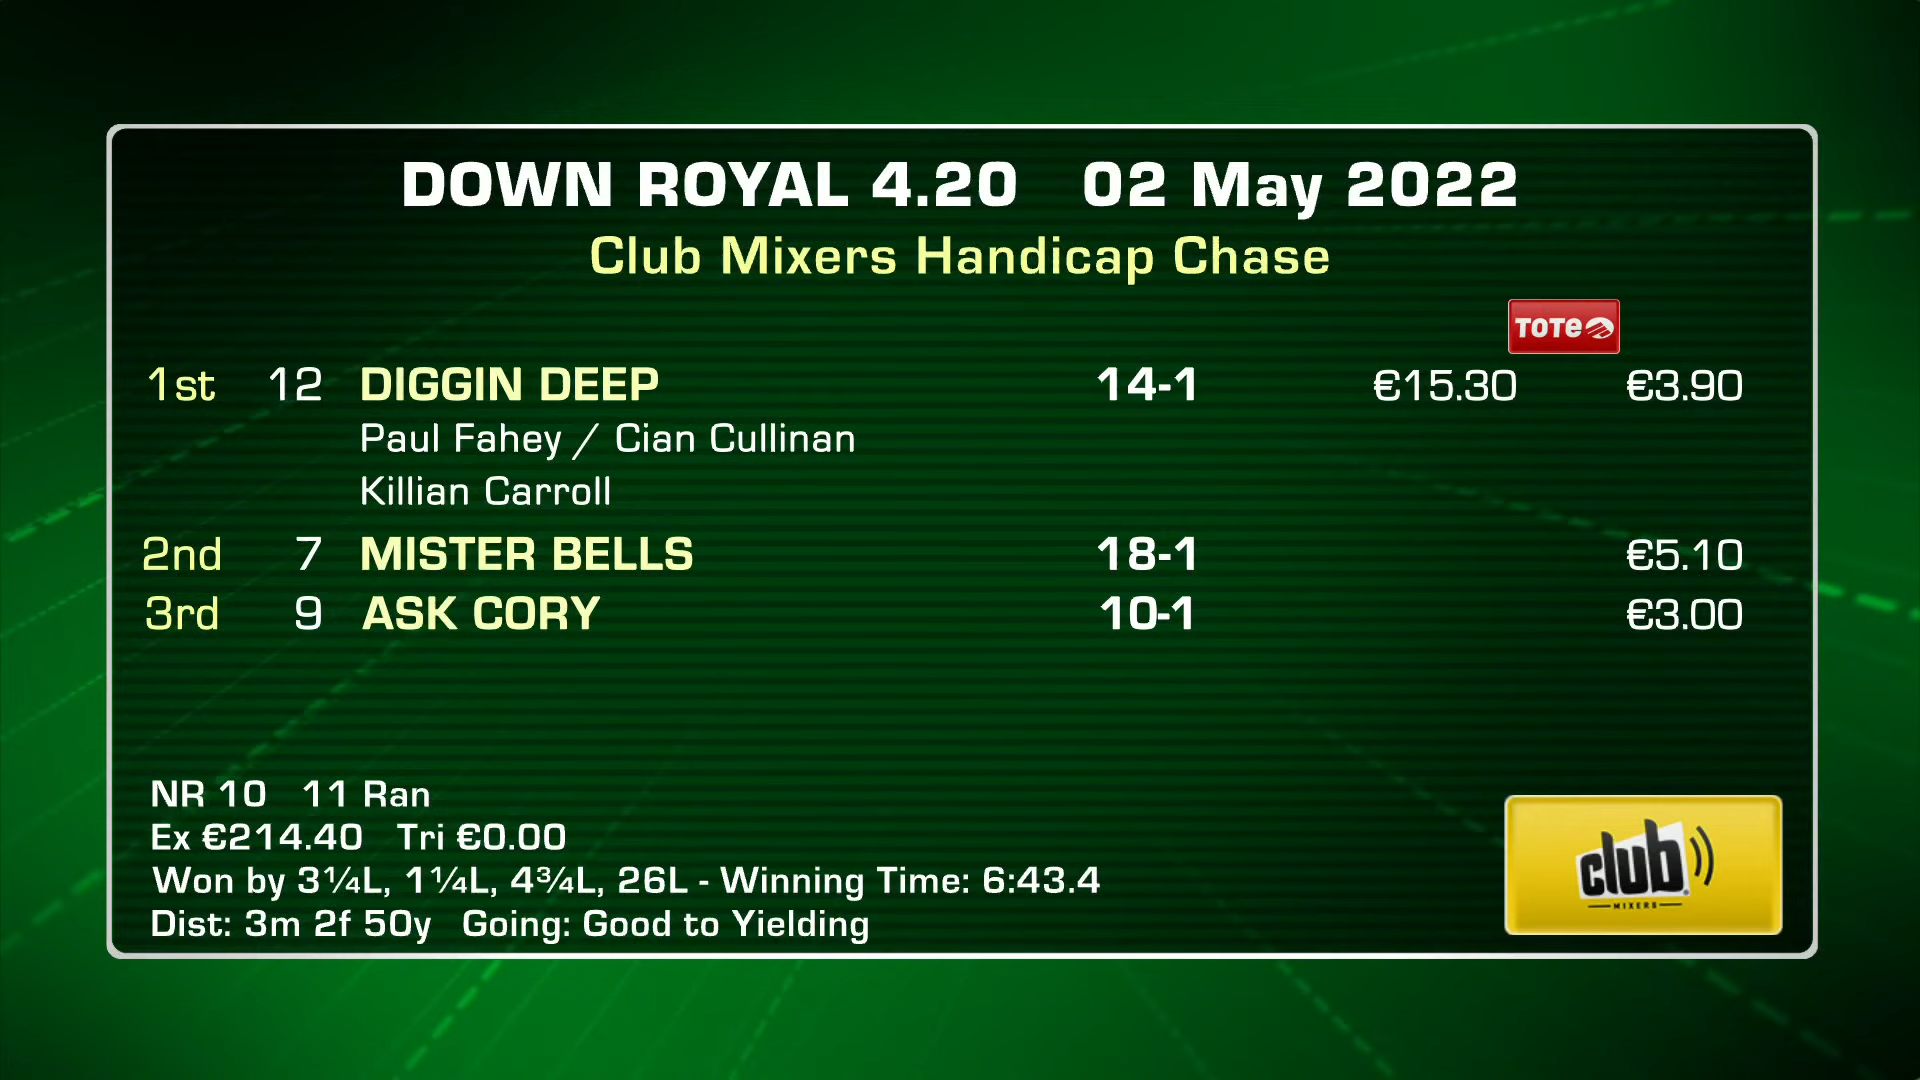 DOWN ROYAL 4.20 02 May 2022
Club Mixers Handicap Chase
TOTE
1st 12 DIGGIN DEEP 14-1 €15.30 €3.90
Paul Fahey / Cian Cullinan
Killian Carroll
2nd 7 MISTER BELLS 18-1 €5.10
3rd 9 ASK CORY 10-1 €3.00
NR 10 11 Ran
Ex €214.40 Tri €0.00
Won by 3¼L, 1¼L, 4¾L, 26L - Winning Time: 6:43.4
Dist: 3m 2f 50y Going: Good to Yielding
club
MIXERS